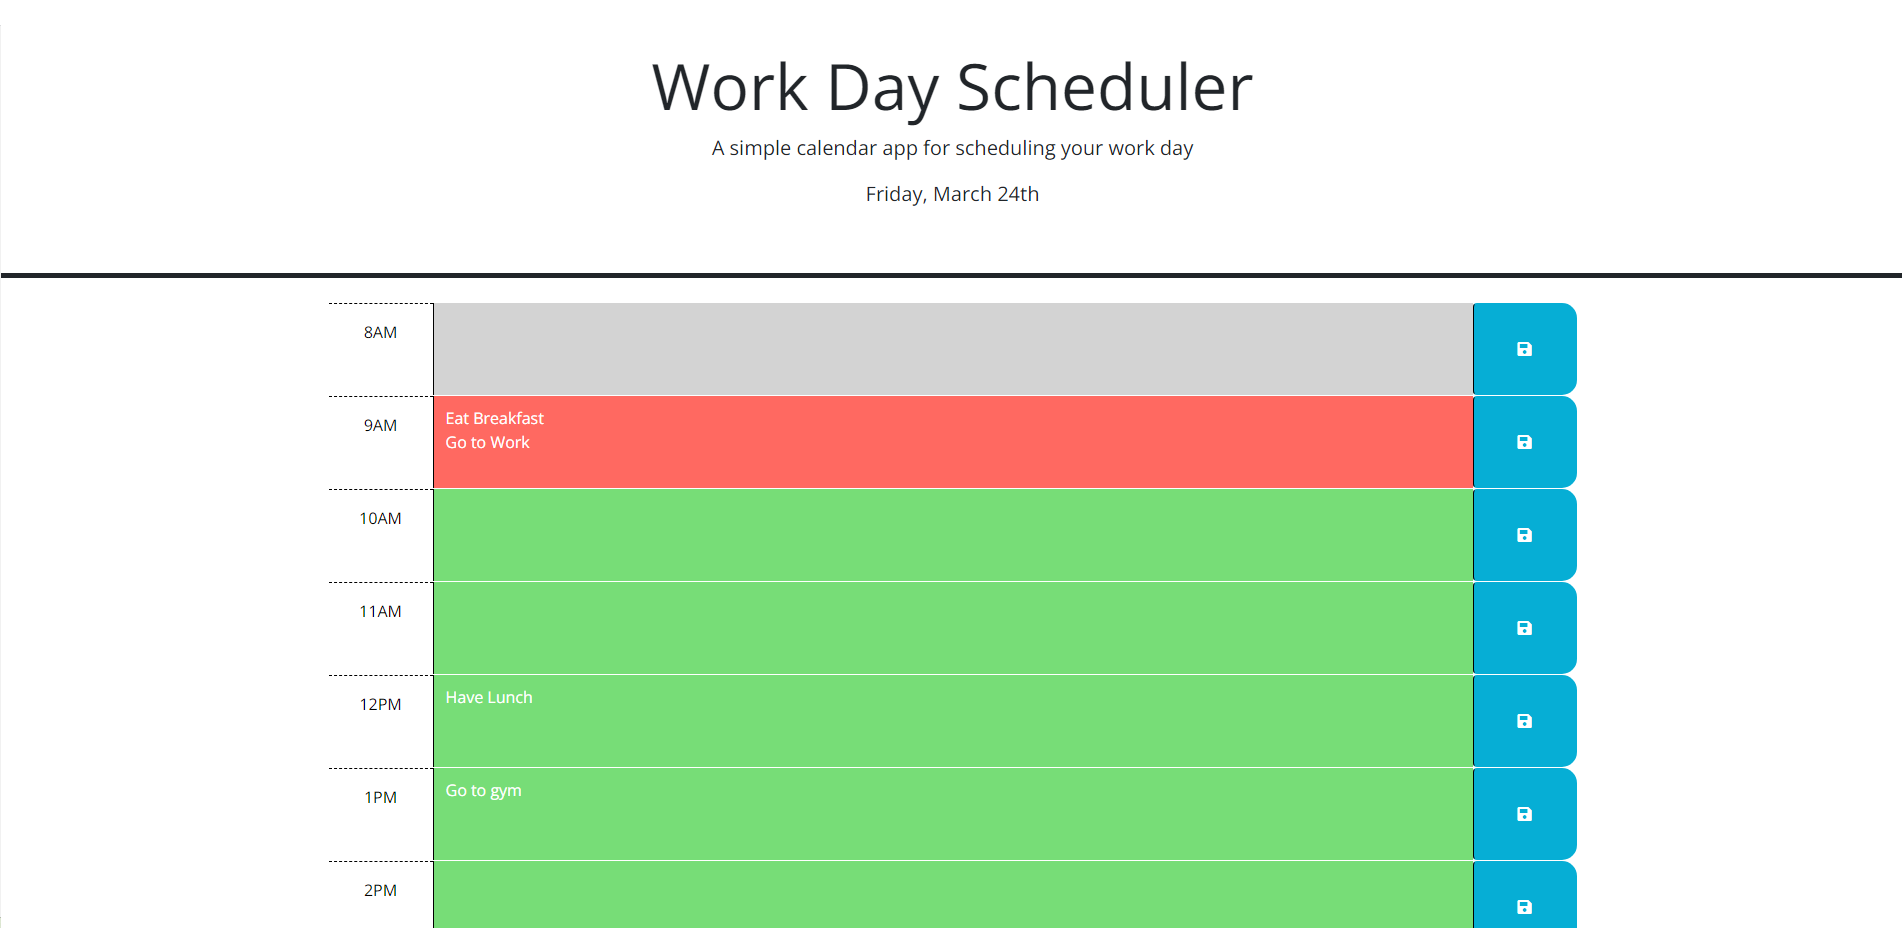 Work Day Scheduler
A simple calendar app for scheduling your work day
Friday, March 24th
8AM
9AM
Eat Breakfast
Go to Work
10AM
11AM
12PM
Have Lunch
1PM
Go to gym
2PM